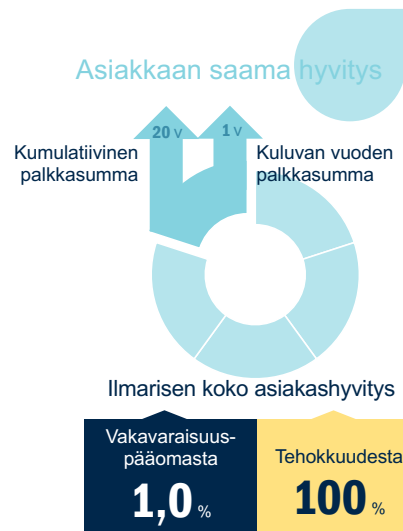 Asiakkaan saama hyvitys
20 V
1 V
Kumulatiivinen
palkkasumma
Kuluvan vuoden
palkkasumma
Ilmarisen koko asiakashyvitys
Vakavaraisuus-
pääomasta
1,0 %
Tehokkuudesta
100 %